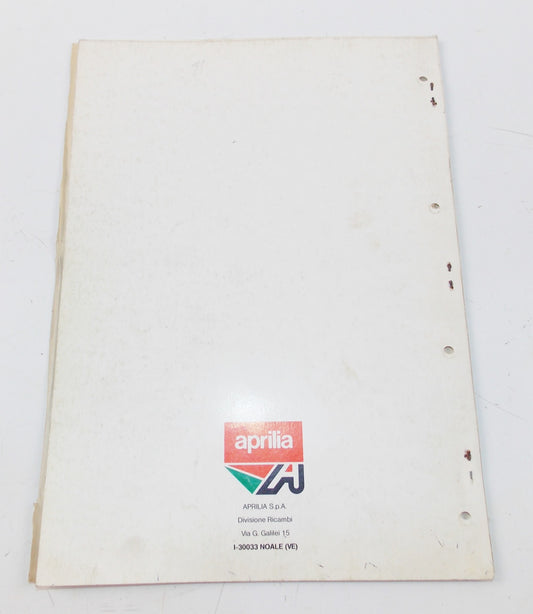 aprilia
APRILIA S.p.A.
Divisione Ricambi
Via G. Galilei 15
I-30033 NOALE (VE)